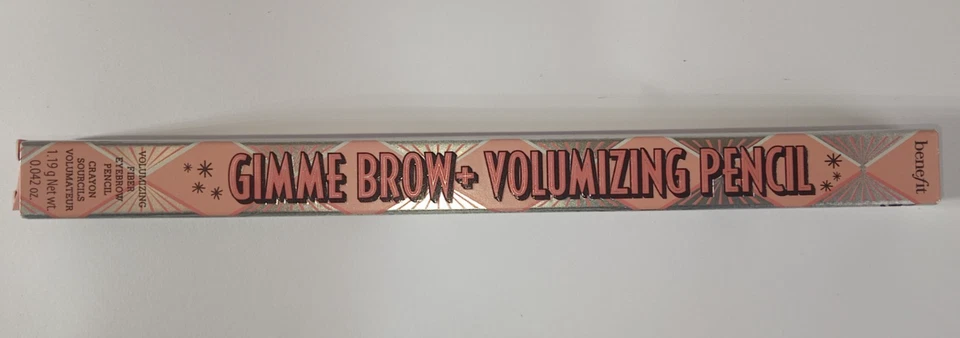 VOLUMIZING
FIBER
EYEBROW
PENCIL
CRAYON
SOURCILS
VOLUMATEUR
1.19 g Net wt.
0.042 oz.
GIMME BROW+ VOLUMIZING PENCIL
benefit